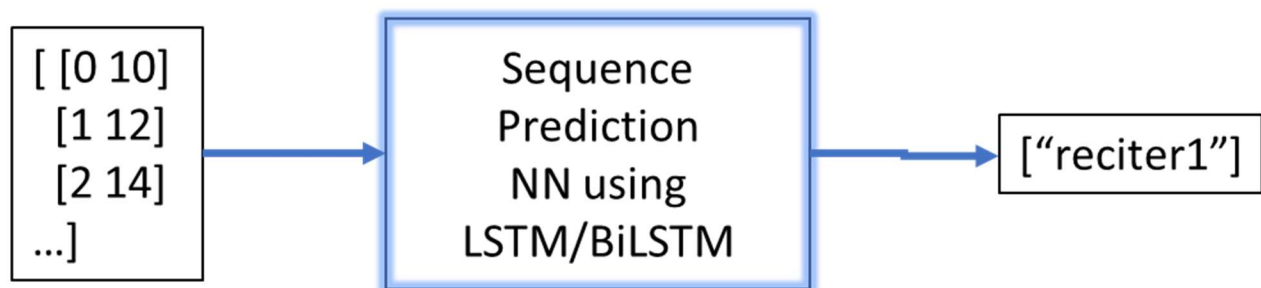 [ [0 10]
[1 12]
[2 14]
...]
Sequence
Prediction
NN using
LSTM/BiLSTM
[“reciter1”]